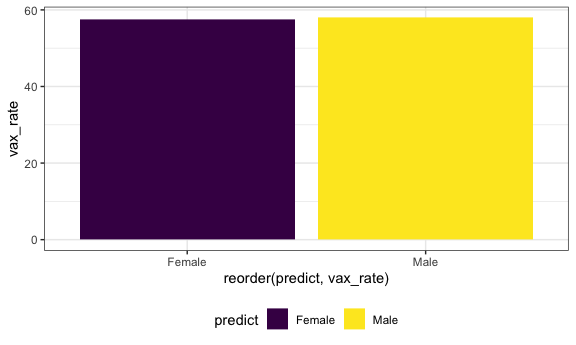 60
40
20
0
vax_rate
Female Male
reorder(predict, vax_rate)
predict Female Male